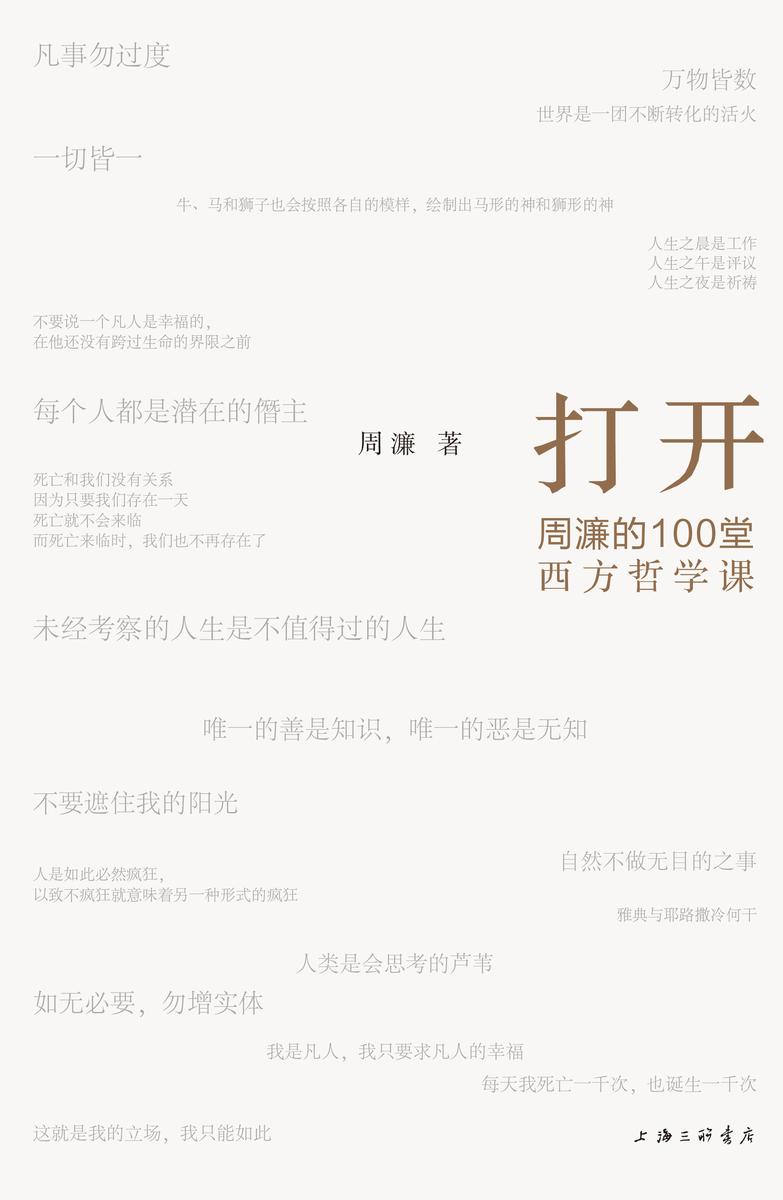 凡事勿过度
万物皆数
世界是一团不断转化的活火
一切皆一
牛、马和狮子也会按照各自的模样，绘制出马形的神和狮形的神
人生之晨是工作
人生之午是评议
人生之夜是祈祷
不要说一个凡人是幸福的，
在他还没有跨过生命的界限之前
每个人都是潜在的僭主
周濂 著
打开
周濂的100堂
西方哲学课
死亡和我们没有关系
因为只要我们存在一天
死亡就不会来临
而死亡来临时，我们也不再存在了
未经考察的人生是不值得过的人生
唯一的善是知识，唯一的恶是无知
不要遮住我的阳光
自然不做无目的之事
人是如此必然疯狂，
以致不疯狂就意味着另一种形式的疯狂
雅典与耶路撒冷何干
人类是会思考的芦苇
如无必要，勿增实体
我是凡人，我只要求凡人的幸福
每天我死亡一千次，也诞生一千次
这就是我的立场，我只能如此
上海三联书店